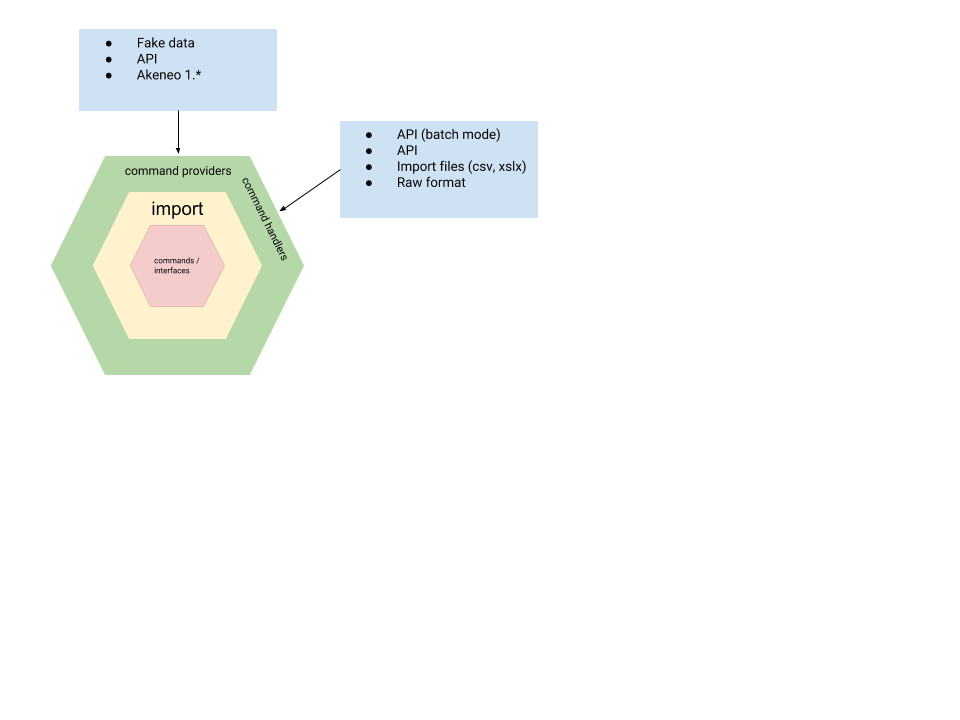 ● Fake data
● API
● Akeneo 1.*
● API (batch mode)
● API
● Import files (csv, xslx)
● Raw format
command providers
command handlers
import
commands /
interfaces